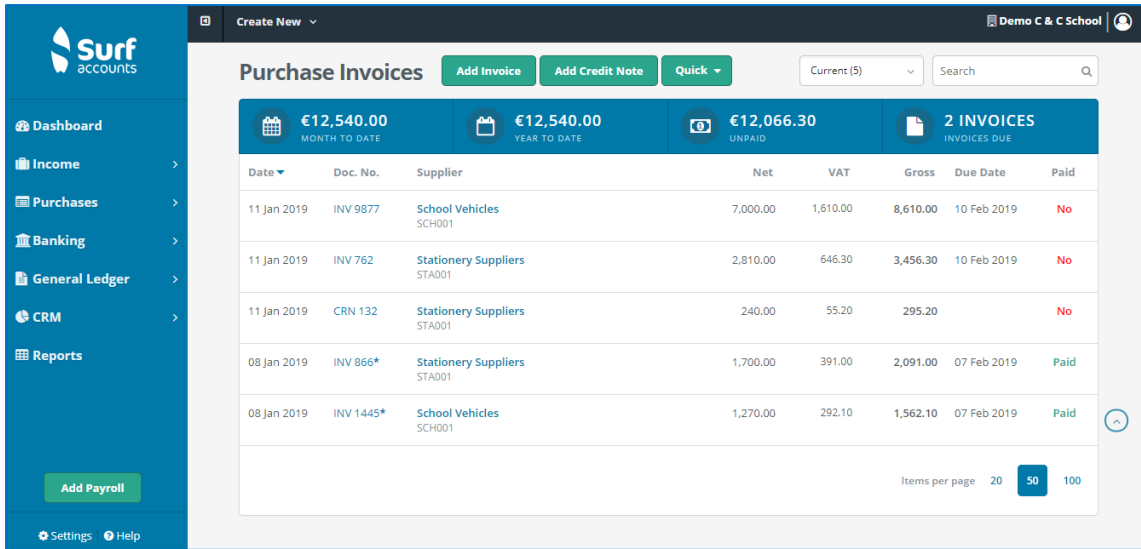 Surf
accounts
Dashboard
Income
Purchases
Banking
General Ledger
CRM
Reports
Add Payroll
Settings Help
Create New
Demo C & C School
Purchase Invoices Add Invoice Add Credit Note Quick Current (5) Search
€12,540.00 €12,540.00 €12,066.30 2 INVOICES
MONTH TO DATE YEAR TO DATE UNPAID INVOICES DUE
Date Doc. No. Supplier Net VAT Gross Due Date Paid
11 Jan 2019 INV 9877 School Vehicles 7,000.00 1,610.00 8,610.00 10 Feb 2019 No
SCH001
11 Jan 2019 INV 762 Stationery Suppliers 2,810.00 646.30 3,456.30 10 Feb 2019 No
STA001
11 Jan 2019 CRN 132 Stationery Suppliers 240.00 55.20 295.20 No
STA001
08 Jan 2019 INV 866* Stationery Suppliers 1,700.00 391.00 2,091.00 07 Feb 2019 Paid
STA001
08 Jan 2019 INV 1445* School Vehicles 1,270.00 292.10 1,562.10 07 Feb 2019 Paid
SCH001
Items per page 20 50 100